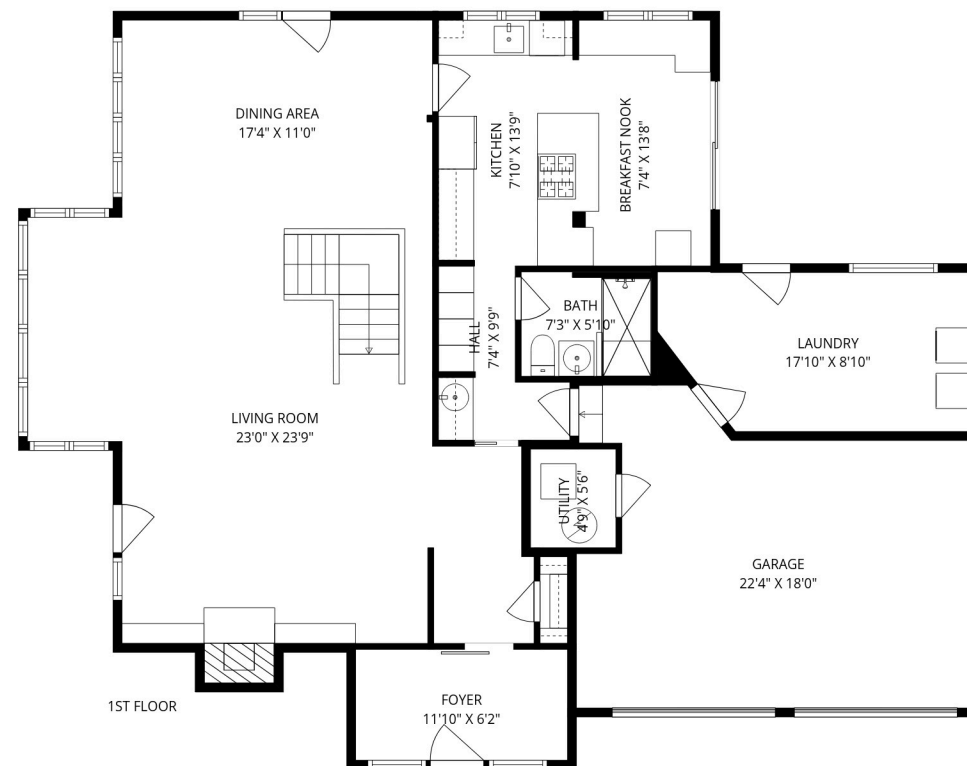 DINING AREA
17'4" X 11'0"
KITCHEN
7'10" X 13'9"
BREAKFAST NOOK
7'4" X 13'8"
BATH
7'3" X 5'10"
HALL
7'4" X 9'9"
LAUNDRY
17'10" X 8'10"
LIVING ROOM
23'0" X 23'9"
UTILITY
4'9" X 5'6"
GARAGE
22'4" X 18'0"
FOYER
11'10" X 6'2"
1ST FLOOR